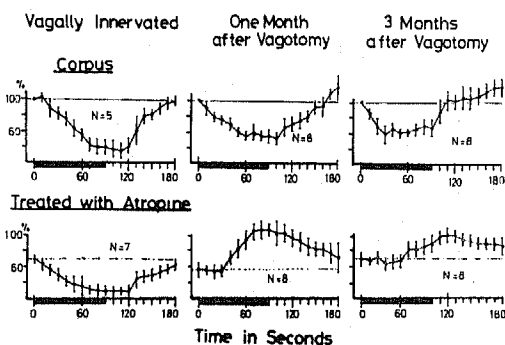 Vagally Innervated One Month after Vagotomy 3 Months after Vagotomy
Corpus
%
100
60
N=5
N=8
N=8
0 60 120 180 0 60 120 180 0 60 120 180
Treated with Atropine
%
100
60
N=7
N=8
N=8
0 60 120 180 0 60 120 180 0 60 120 180
Time in Seconds